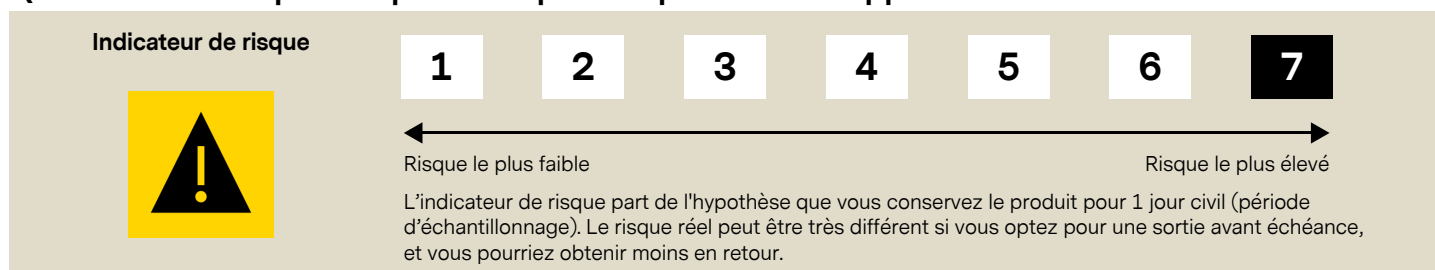 Indicateur de risque
1 2 3 4 5 6 7
Risque le plus faible Risque le plus élevé
L’indicateur de risque part de l'hypothèse que vous conservez le produit pour 1 jour civil (période
d’échantillonnage). Le risque réel peut être très différent si vous optez pour une sortie avant échéance,
et vous pourriez obtenir moins en retour.